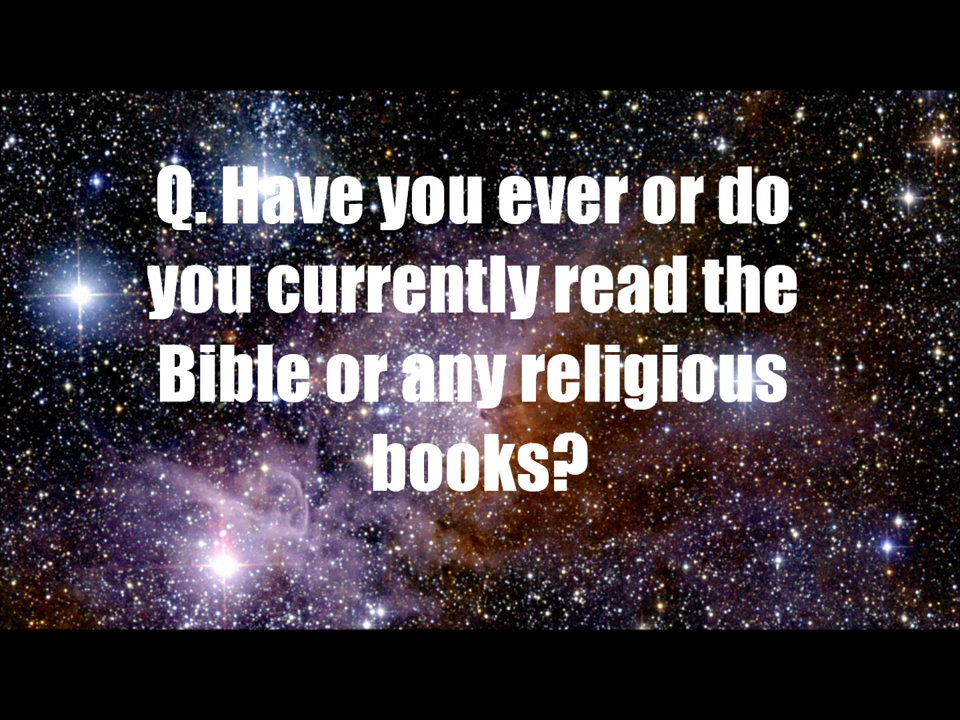 Q. Have you ever or do
you currently read the
Bible or any religious
books?